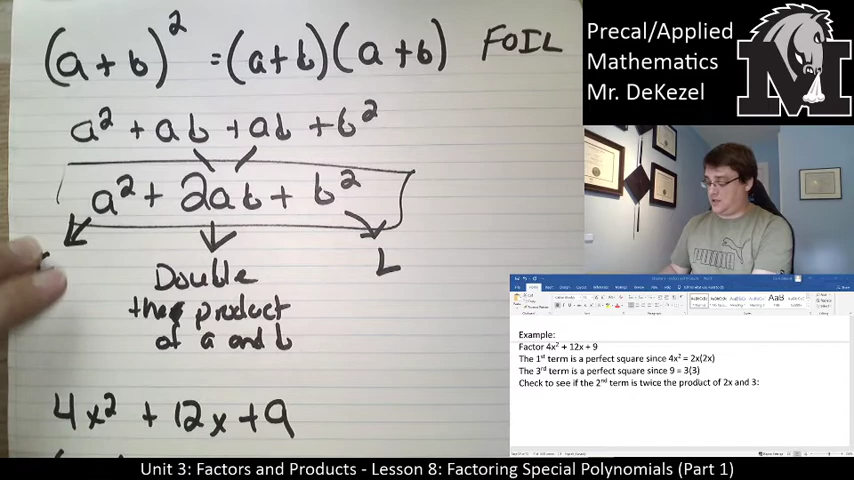 (a + b)² = (a+b)(a + b) FOIL
a² + ab + ab + b²
a² + 2ab + b²
Double
the product
of a and b
L
4x² + 12x + 9
Precal/Applied
Mathematics
Mr. DeKezel
M
PUMA
Example:
Factor 4x² + 12x + 9
The 1st term is a perfect square since 4x² = 2x(2x)
The 3rd term is a perfect square since 9 = 3(3)
Check to see if the 2nd term is twice the product of 2x and 3:
Unit 3: Factors and Products - Lesson 8: Factoring Special Polynomials (Part 1)